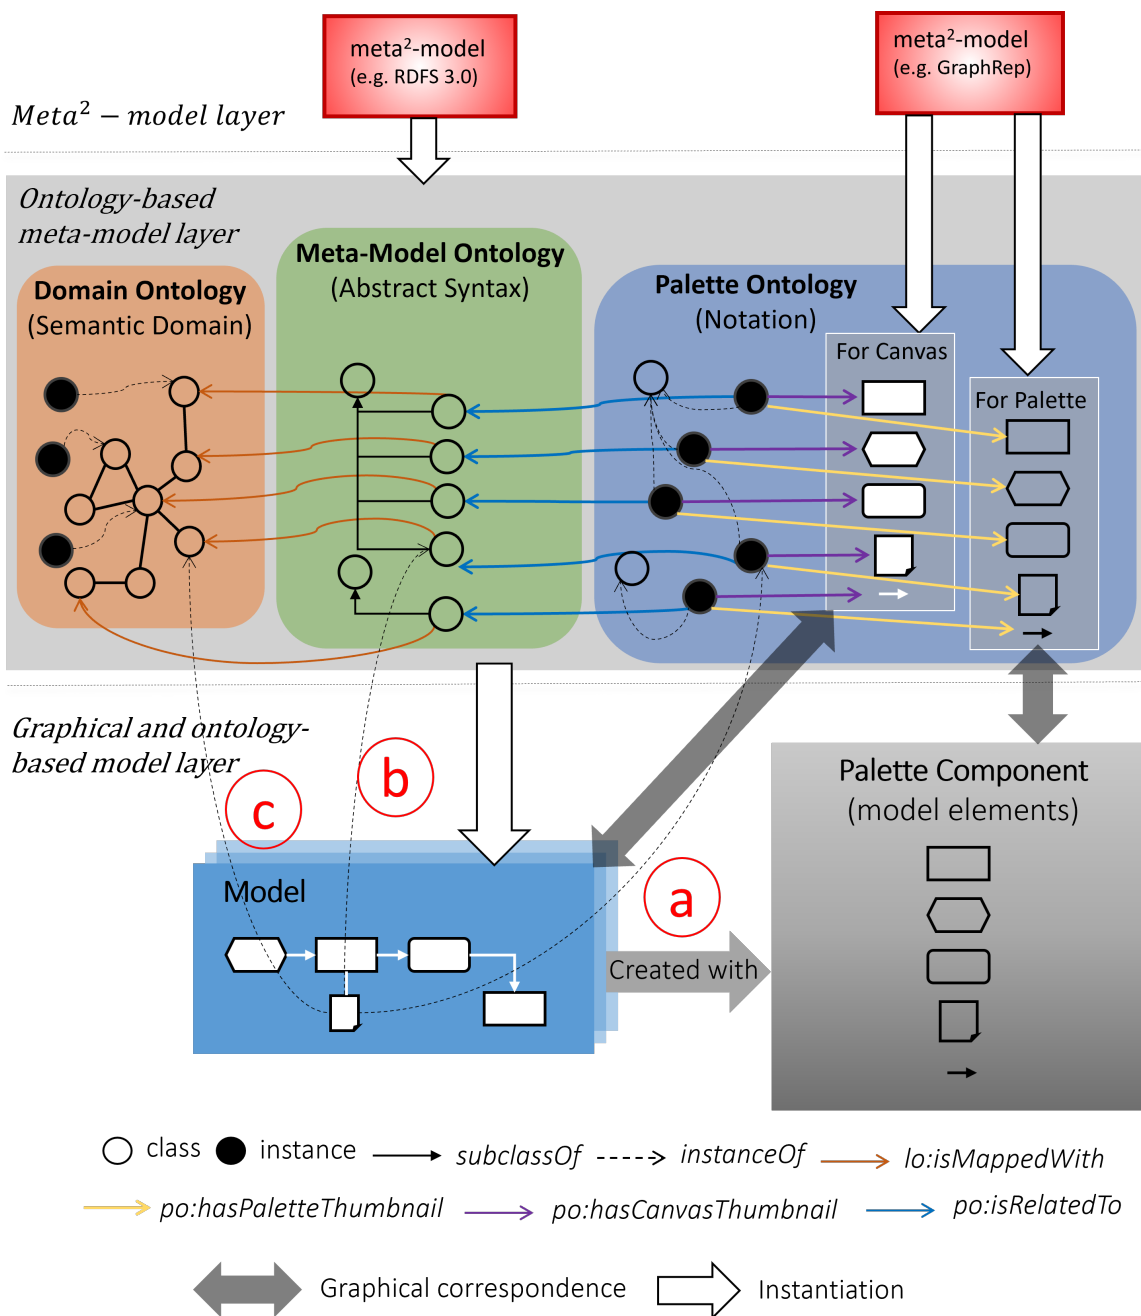 meta²-model
(e.g. RDFS 3.0)
meta²-model
(e.g. GraphRep)
Meta² − model layer
Ontology-based
meta-model layer
Domain Ontology
(Semantic Domain)
Meta-Model Ontology
(Abstract Syntax)
Palette Ontology
(Notation)
For Canvas
For Palette
Graphical and ontology-
based model layer
c
b
a
Model
Created with
Palette Component
(model elements)
class
instance
subclassOf
instanceOf
lo:isMappedWith
po:hasPaletteThumbnail
po:hasCanvasThumbnail
po:isRelatedTo
Graphical correspondence
Instantiation